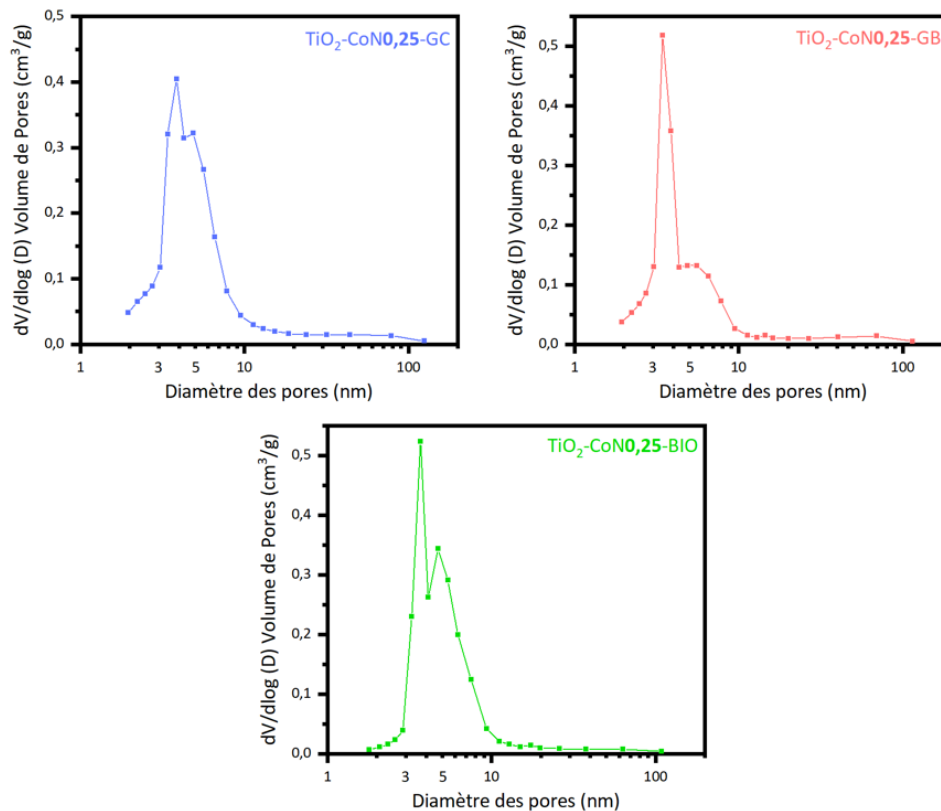 TiO₂-CoN0,25-GC
dV/dlog (D) Volume de Pores (cm³/g)
0,5
0,4
0,3
0,2
0,1
0,0
1 3 5 10 100
Diamètre des pores (nm)
TiO₂-CoN0,25-GB
dV/dlog (D) Volume de Pores (cm³/g)
0,5
0,4
0,3
0,2
0,1
0,0
1 3 5 10 100
Diamètre des pores (nm)
TiO₂-CoN0,25-BIO
dV/dlog (D) Volume de Pores (cm³/g)
0,5
0,4
0,3
0,2
0,1
0,0
1 3 5 10 100
Diamètre des pores (nm)